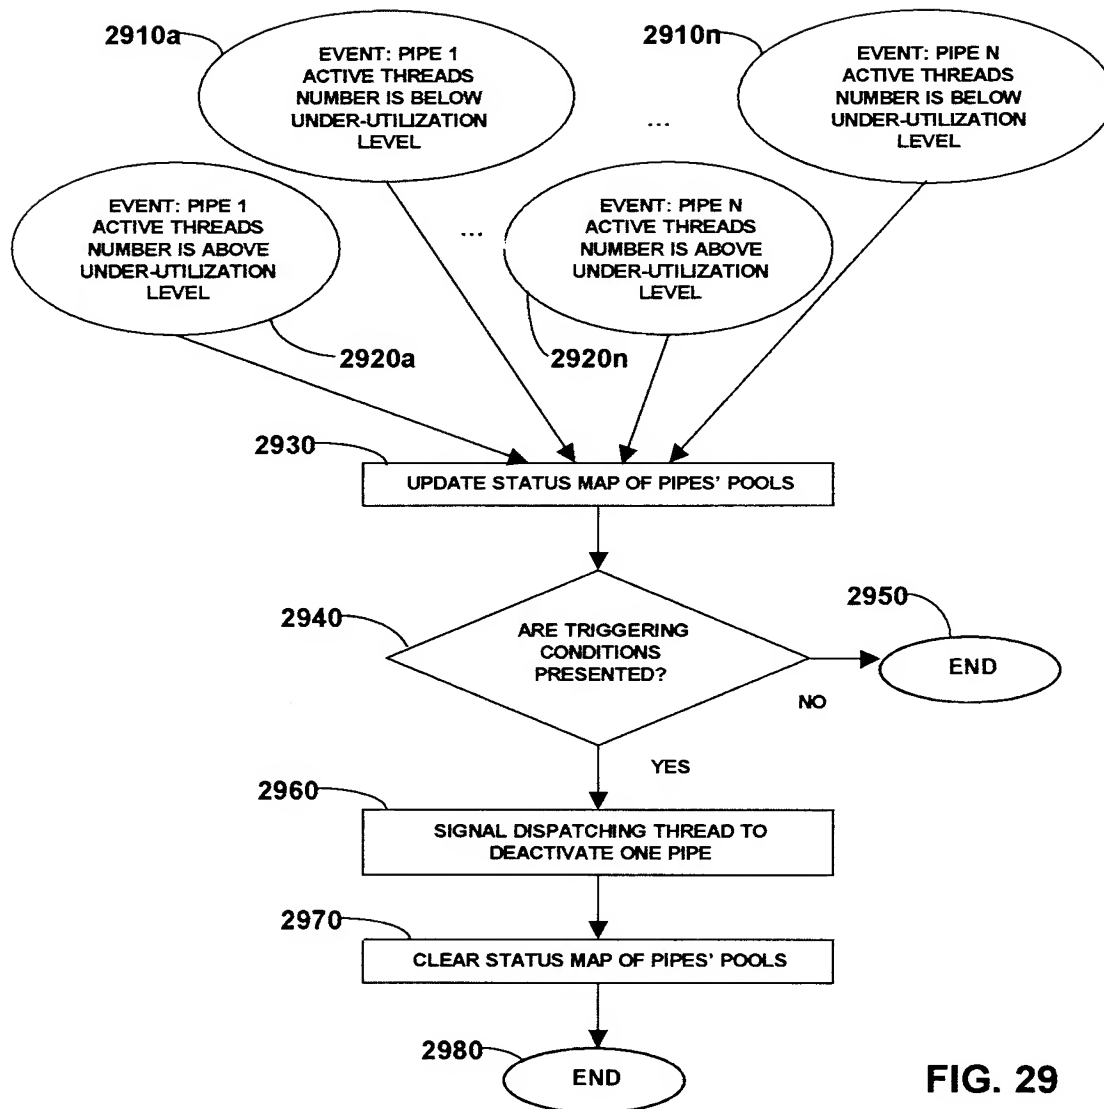 2910a
EVENT: PIPE 1
ACTIVE THREADS
NUMBER IS BELOW
UNDER-UTILIZATION
LEVEL
...
2910n
EVENT: PIPE N
ACTIVE THREADS
NUMBER IS BELOW
UNDER-UTILIZATION
LEVEL
EVENT: PIPE 1
ACTIVE THREADS
NUMBER IS ABOVE
UNDER-UTILIZATION
LEVEL
2920a
...
EVENT: PIPE N
ACTIVE THREADS
NUMBER IS ABOVE
UNDER-UTILIZATION
LEVEL
2920n
2930
UPDATE STATUS MAP OF PIPES' POOLS
2940
ARE TRIGGERING
CONDITIONS
PRESENTED?
2950
END
NO
YES
2960
SIGNAL DISPATCHING THREAD TO
DEACTIVATE ONE PIPE
2970
CLEAR STATUS MAP OF PIPES' POOLS
2980
END
FIG. 29